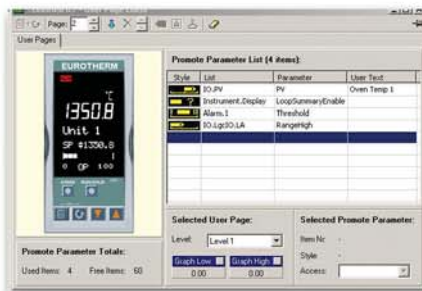 Page: 2
User Pages
EUROTHERM
°C
1350.8
Unit 1
SP #1350.8
0 OP 100
Promote Parameter List (4 items):
Style List Parameter User Text
IO.PV PV Oven Temp 1
Instrument.Display LoopSummaryEnable
Alarm.1 Threshold
IO.LgcIO.LA RangeHigh
Promote Parameter Totals:
Used Items: 4 Free Items: 60
Selected User Page:
Level: Level 1
Graph Low Graph High
0.00 0.00
Selected Promote Parameter:
Item Nr: -
Style: -
Access: